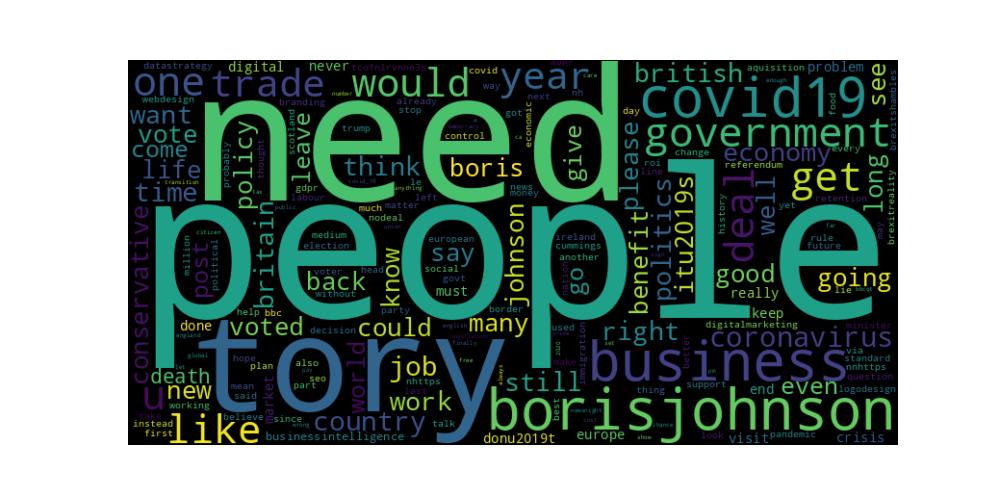 datastrategy digital never tcofm1rvnnn3s covid british aquisition problem
one trade would year covid19 see
webdesign branding already way next nh food
want need government
vote policy leave scotland trump stop got day
come probably thought control economic
life think boris give please change economy every
time gdpr labour news money roi referendum get long
people
conservative post britain nodeal much matter left
medium election european ireland cummings politics itu2019s deal well history yet
million citizen political back know say johnson go another benefit good rule future going
voter without head social govt must nation really lie
party border keep
done help bbc voted decision could many english used immigration right digitalmarketing coronavirus minister
tory business
death global plan hope also world job still via standard
u new mean said seo part market work best thing support end even nnhttps question logodesign
instead working believe since
first like country talk borisjohnson
businessintelligence donu2019t europe look visit pandemic crisis
brexitshambles brexitreality may